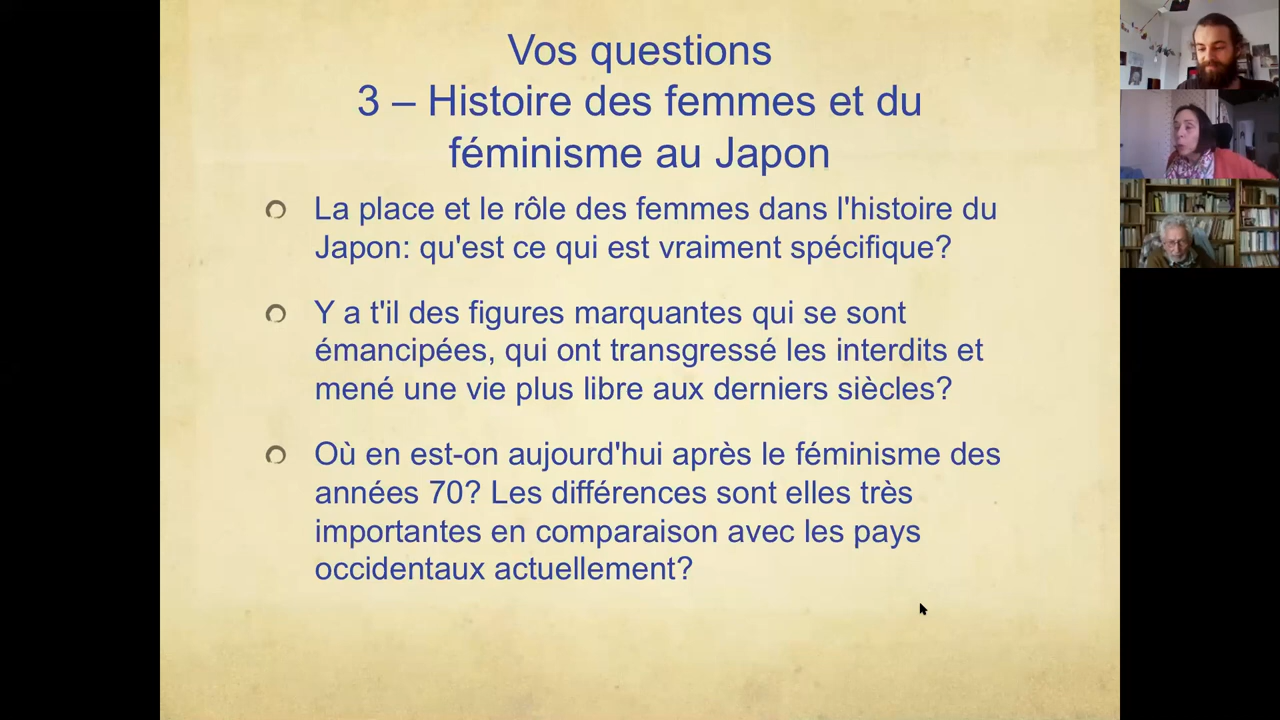 Vos questions
3 – Histoire des femmes et du
féminisme au Japon
La place et le rôle des femmes dans l'histoire du
Japon: qu'est ce qui est vraiment spécifique?
Y a t'il des figures marquantes qui se sont
émancipées, qui ont transgressé les interdits et
mené une vie plus libre aux derniers siècles?
Où en est-on aujourd'hui après le féminisme des
années 70? Les différences sont elles très
importantes en comparaison avec les pays
occidentaux actuellement?